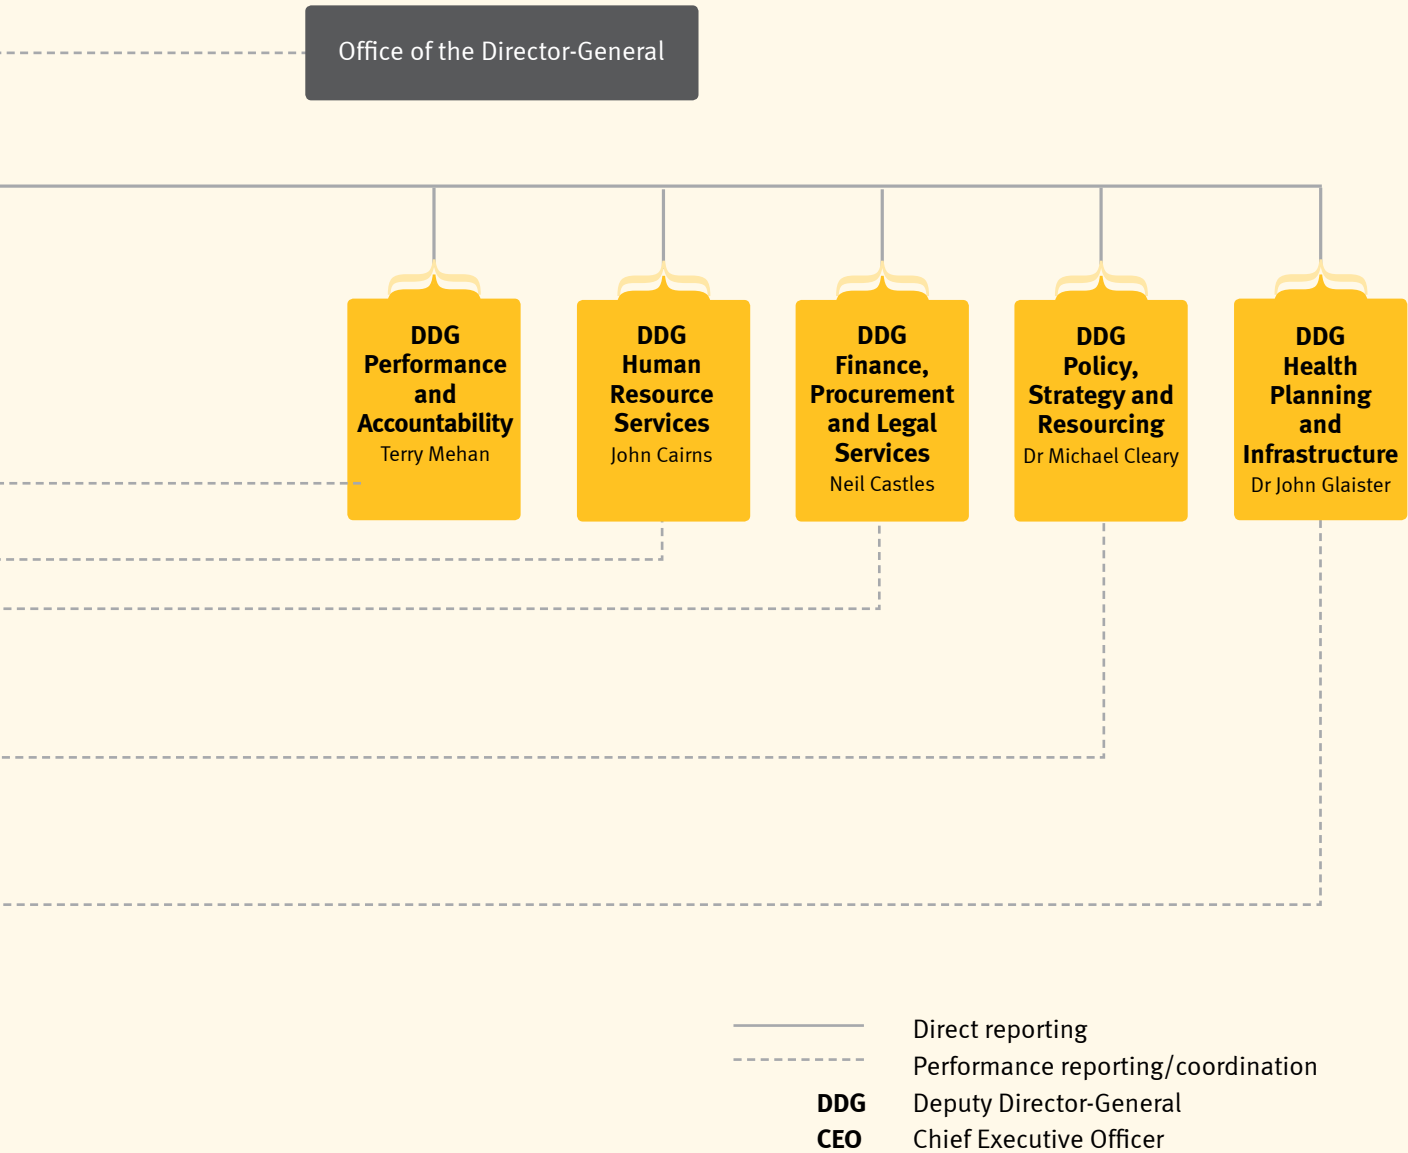 Office of the Director-General
DDG
Performance
and
Accountability
Terry Mehan
DDG
Human
Resource
Services
John Cairns
DDG
Finance,
Procurement
and Legal
Services
Neil Castles
DDG
Policy,
Strategy and
Resourcing
Dr Michael Cleary
DDG
Health
Planning
and
Infrastructure
Dr John Glaister
Direct reporting
Performance reporting/coordination
DDG Deputy Director-General
CEO Chief Executive Officer